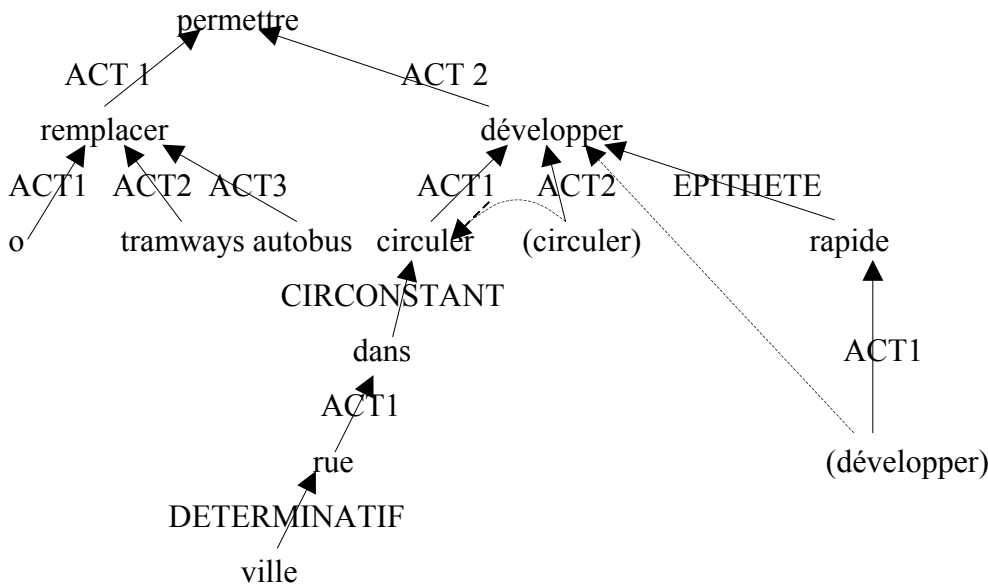 permettre
ACT 1 ACT 2
remplacer développer
ACT1 ACT2 ACT3 ACT1 ACT2 EPITHETE
o tramways autobus circuler (circuler) rapide
CIRCONSTANT
dans ACT1
ACT1
rue (développer)
DETERMINATIF
ville